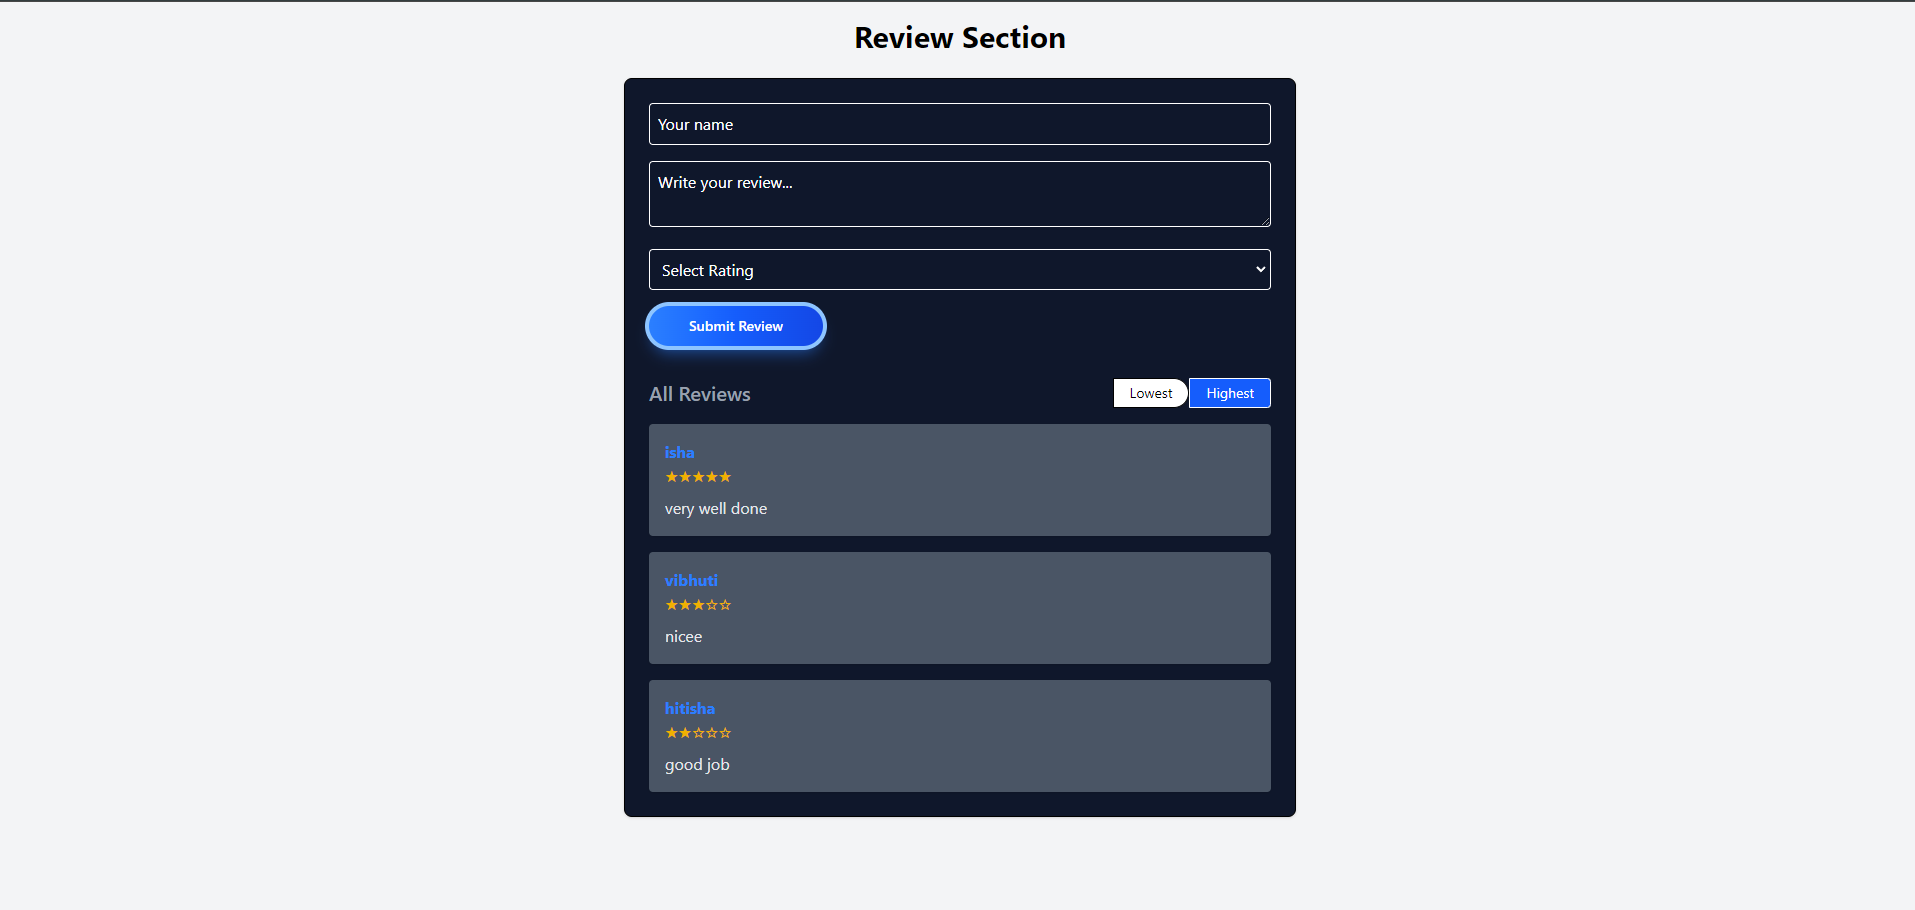 Review Section
Your name
Write your review...
Select Rating
Submit Review
All Reviews
Lowest Highest
isha
★★★★★
very well done
vibhuti
★★★☆☆
nicee
hitisha
★★☆☆☆
good job